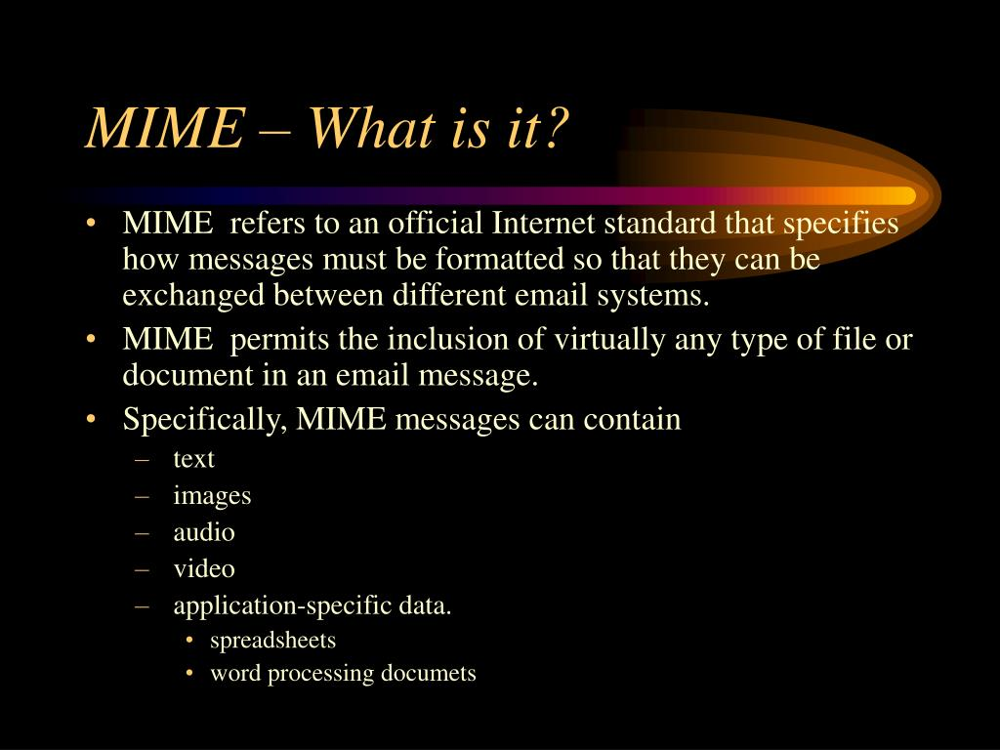 MIME – What is it?
• MIME  refers to an official Internet standard that specifies
how messages must be formatted so that they can be
exchanged between different email systems.
• MIME  permits the inclusion of virtually any type of file or
document in an email message.
• Specifically, MIME messages can contain
– text
– images
– audio
– video
– application-specific data.
• spreadsheets
• word processing documets